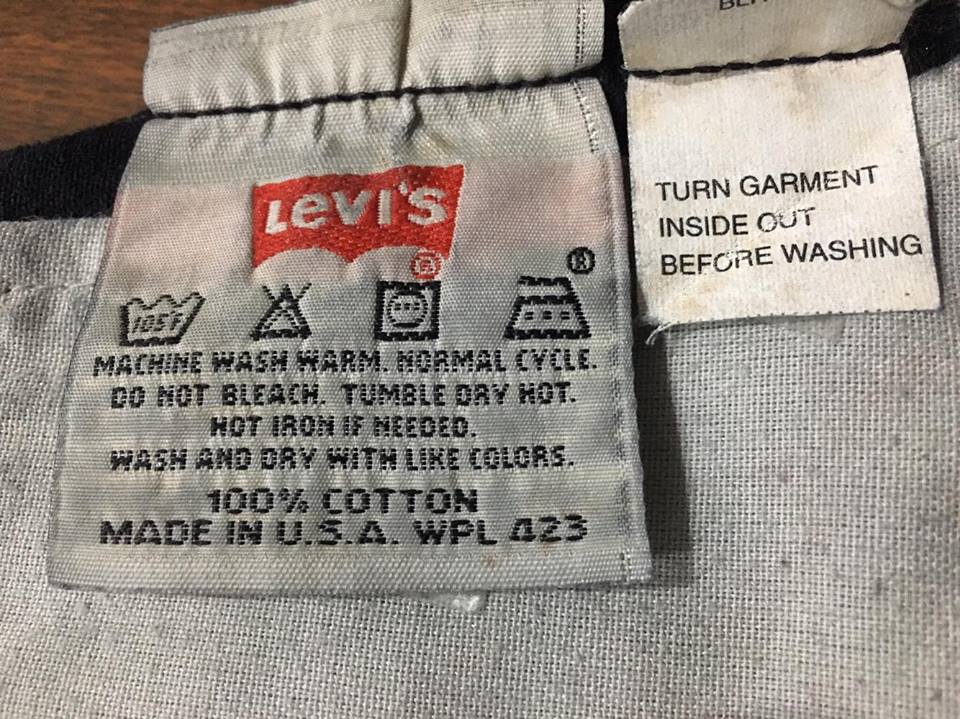 Levi's
®
®
105F
MACHINE WASH WARM. NORMAL CYCLE.
DO NOT BLEACH. TUMBLE DRY HOT.
HOT IRON IF NEEDED.
WASH AND DRY WITH LIKE COLORS.
100% COTTON
MADE IN U.S.A. WPL 423
TURN GARMENT
INSIDE OUT
BEFORE WASHING